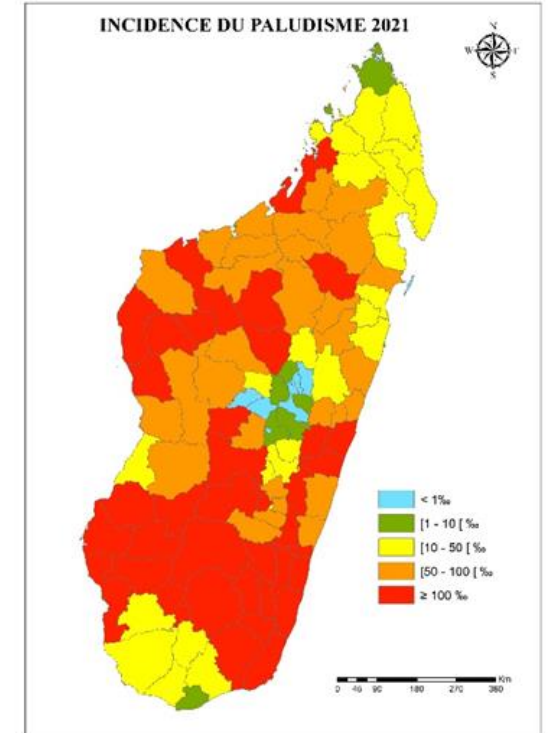 INCIDENCE DU PALUDISME 2021
N
W
S
< 1‰
[1 - 10 [ ‰
[10 - 50 [ ‰
[50 - 100 [ ‰
≥ 100 ‰
Km
0 45 90 180 270 360